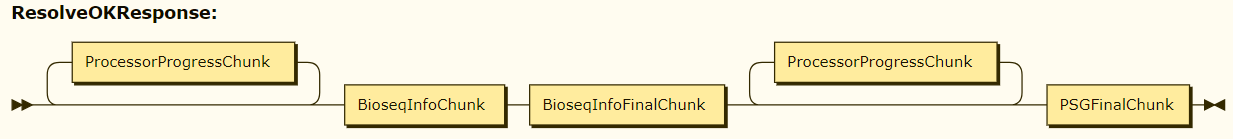 ResolveOKResponse:
ProcessorProgressChunk
ProcessorProgressChunk
BioseqInfoChunk
BioseqInfoFinalChunk
PSGFinalChunk